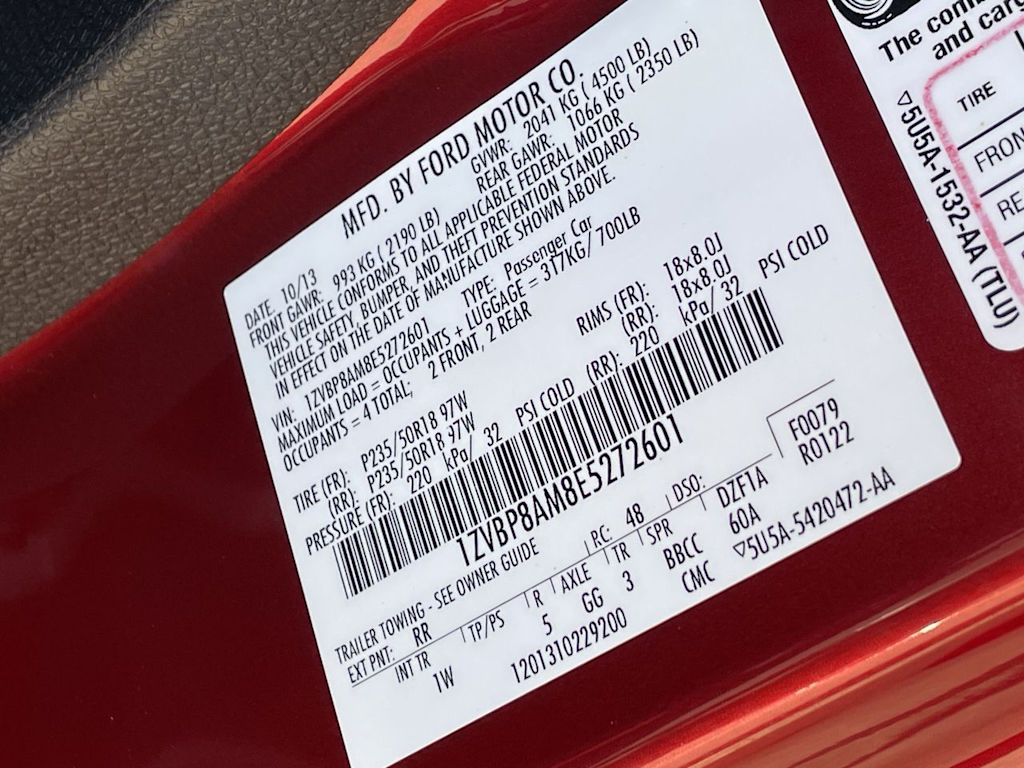 MFD. BY FORD MOTOR CO.
DATE: 10/13 GVWR: 2041 KG ( 4500 LB)
FRONT GAWR: 993 KG ( 2190 LB) REAR GAWR: 1066 KG ( 2350 LB)
THIS VEHICLE CONFORMS TO ALL APPLICABLE FEDERAL MOTOR
VEHICLE SAFETY, BUMPER, AND THEFT PREVENTION STANDARDS
IN EFFECT ON THE DATE OF MANUFACTURE SHOWN ABOVE.
VIN: 1ZVBP8AM8E5272601 TYPE: Passenger Car
MAXIMUM LOAD = OCCUPANTS + LUGGAGE = 317KG/ 700LB
OCCUPANTS = 4 TOTAL; 2 FRONT, 2 REAR
TIRE (FR): P235/50R18 97W RIMS (FR): 18x8.0J
(RR): P235/50R18 97W (RR): 18x8.0J
PRESSURE (FR): 220 kPa/ 32 PSI COLD (RR): 220 kPa/ 32 PSI COLD
1ZVBP8AM8E5272601
TRAILER TOWING - SEE OWNER GUIDE
EXT PNT: RR RC: 48 DSO: F0079
R0122
INT TR TP/PS R AXLE TR SPR DZF1A
1W 5 GG 3 BBCC 60A
CMC
1201310229200 ▽5U5A-5420472-AA
The
and
TIRE
FRON
RE
▽5U5A-1532-AA (TLU)